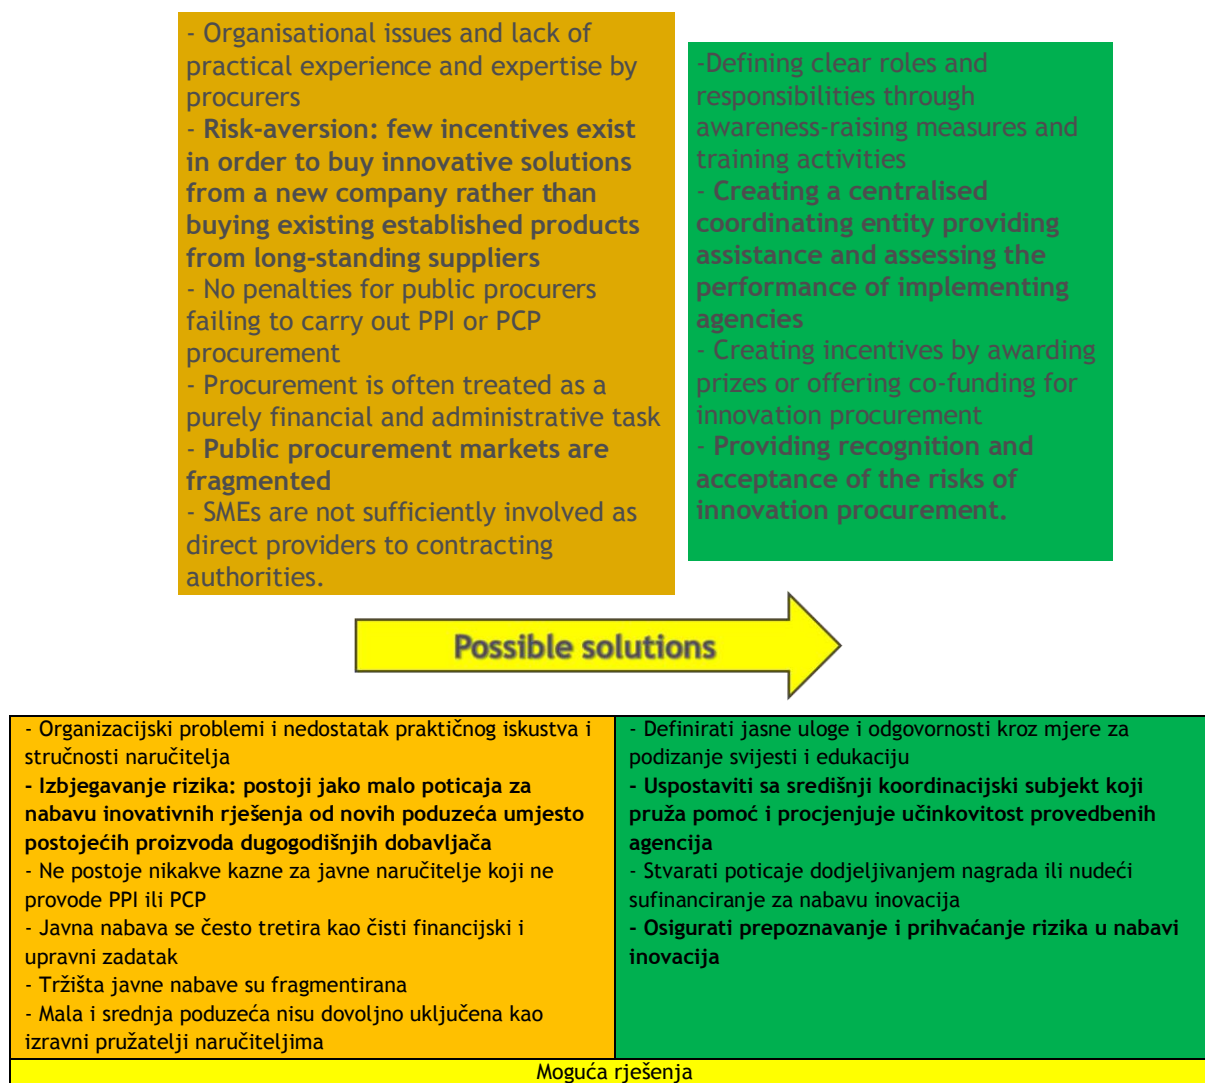 - Organisational issues and lack of
practical experience and expertise by
procurers
- Risk-aversion: few incentives exist
in order to buy innovative solutions
from a new company rather than
buying existing established products
from long-standing suppliers
- No penalties for public procurers
failing to carry out PPI or PCP
procurement
- Procurement is often treated as a
purely financial and administrative task
- Public procurement markets are
fragmented
- SMEs are not sufficiently involved as
direct providers to contracting
authorities.
-Defining clear roles and
responsibilities through
awareness-raising measures and
training activities
- Creating a centralised
coordinating entity providing
assistance and assessing the
performance of implementing
agencies
- Creating incentives by awarding
prizes or offering co-funding for
innovation procurement
- Providing recognition and
acceptance of the risks of
innovation procurement.
Possible solutions
- Organizacijski problemi i nedostatak praktičnog iskustva i
stručnosti naručitelja
- Izbjegavanje rizika: postoji jako malo poticaja za
nabavu inovativnih rješenja od novih poduzeća umjesto
postojećih proizvoda dugogodišnjih dobavljača
- Ne postoje nikakve kazne za javne naručitelje koji ne
provode PPI ili PCP
- Javna nabava se često tretira kao čisti financijski i
upravni zadatak
- Tržišta javne nabave su fragmentirana
- Mala i srednja poduzeća nisu dovoljno uključena kao
izravni pružatelji naručiteljima
- Definirati jasne uloge i odgovornosti kroz mjere za
podizanje svijesti i edukaciju
- Uspostaviti sa središnji koordinacijski subjekt koji
pruža pomoć i procjenjuje učinkovitost provedbenih
agencija
- Stvarati poticaje dodjeljivanjem nagrada ili nudeći
sufinanciranje za nabavu inovacija
- Osigurati prepoznavanje i prihvaćanje rizika u nabavi
inovacija
Moguća rješenja